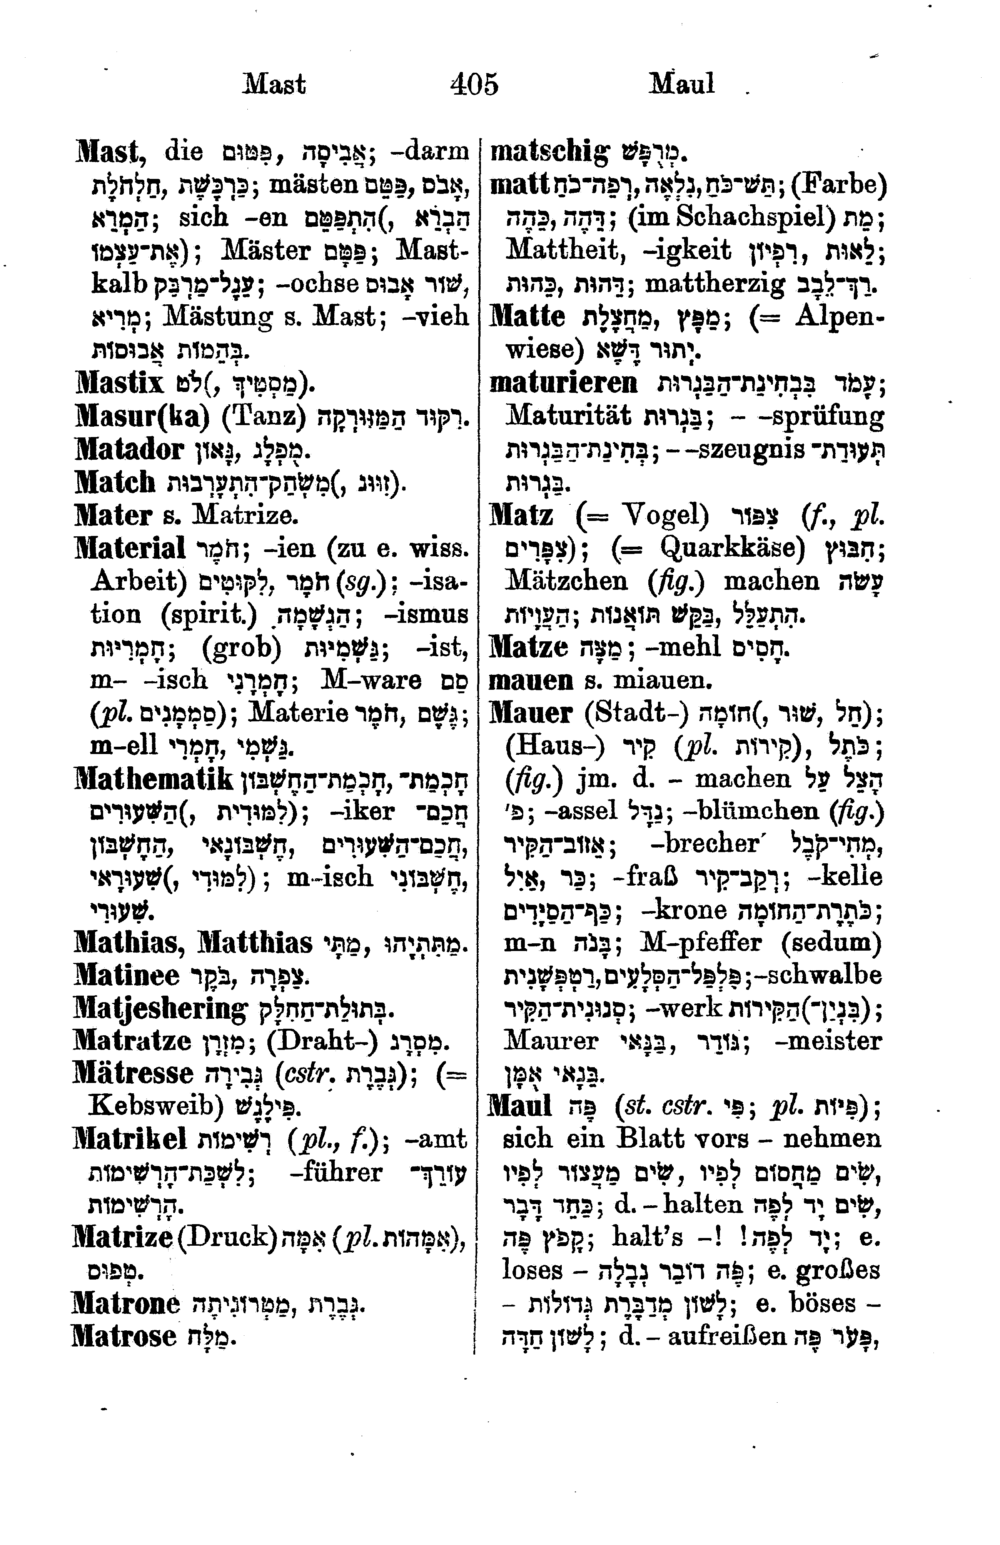 Mast 405 Maul
Mast, die פִּטּוּם, אֲבִיסָה; -darm
כַּרְכֶּשֶׁת, חַלְחֹלֶת; mästen פַּטֵּם, אָבֹס,
הַמְרֵא; sich -en הִתְפַּטֵּם(, הַבְרֵא
אֶת־עַצְמוֹ); Mäster פַּטָּם; Mast-
kalb עֵגֶל־מַרְבֵּק; -ochse שׁוֹר אָבוּס,
מְרִיא; Mästung s. Mast; -vieh
בְּהֵמוֹת אֲבוּסוֹת.
Mastix לֹט(, מַסְטִיךְ).
Masur(ka) (Tanz) רִקּוּד הַמַּזּוּרְקָה.
Matador מֻפְלָג, גָּאוֹן.
Match מִשְׂחַק־הִתְעָרְבוּת(, זִוּוּג).
Mater s. Matrize.
Material חֹמֶר; -ien (zu e. wiss.
Arbeit) חֹמֶר, לִקּוּטִים (sg.); -isa-
tion (spirit.) הַגְשָׁמָה; -ismus
חָמְרִיּוּת; (grob) גַּשְׁמִיּוּת; -ist,
m- -isch חָמְרָנִי; M-ware סַם
(pl. סַמְמָנִים); Materie חֹמֶר, גֶּשֶׁם;
m-ell גַּשְׁמִי, חָמְרִי.
Mathematik חָכְמַת־הַחֶשְׁבּוֹן, חָכְמַת־
הַשִּׁעוּרִים(, לִמּוּדִית); -iker חֲכַם־
הַחֶשְׁבּוֹן, חֲכַם־הַשִּׁעוּרִים, חֶשְׁבּוֹנָאי
שִׁעוּרָאי(, לִמּוּדִי); m-isch חֶשְׁבּוֹנִי,
שִׁעוּרִי.
Mathias, Matthias מַתִּתְיָהוּ, מַתַּי.
Matinee צַפְרָה, בֹּקֶר.
Matjeshering בְּתוּלַת־הַחִלָּק.
Matratze מִזְרָן; (Draht-) מִסְרָג.
Mätresse גְּבִירָה (cstr. גְּבֶרֶת); (=
Kebsweib) פִּילֶגֶשׁ.
Matrikel רְשִׁימוֹת (pl., f.); -amt
לִשְׁכַּת־הָרְשִׁימוֹת; -führer עוֹרֵךְ־
הָרְשִׁימוֹת.
Matrize (Druck) אִמָּה (pl. אִמָּהוֹת),
טְפוּס.
Matrone גְּבֶרֶת, מַטְרוֹנִיתָה.
Matrose מַלָּח.
matschig מְרֻפָּשׁ.
matt תַּשׁ־כֹּחַ, נִלְאֶה, רְפֵה־כֹחַ; (Farbe)
דֵּהֶה, כֵּהֶה; (im Schachspiel) מַת;
Mattheit, -igkeit לֵאוּת, רִפְיוֹן;
דֵּהוּת, כֵּהוּת; mattherzig רַךְ־לֵבָב.
Matte מַפָּץ, מַחֲצֶלֶת; (= Alpen-
wiese) יְתוּר דָּשֵׁא.
maturieren עָמֹד בִּבְחִינַת־הַבַּגְרוּת;
Maturität בַּגְרוּת; - -sprüfung
בְּחִינַת־הַבַּגְרוּת; - -szeugnis תְּעוּדַת־
בַּגְרוּת.
Matz (= Vogel) צִפּוֹר (f., pl.
צִפֳּרִים); (= Quarkkäse) חִבּוּץ;
Mätzchen (fig.) machen עָשֹׂה
הַעֲוָיוֹת; בַּקֵּשׁ תּוֹאֲנוֹת, הִתְעַלֵּל.
Matze מַצָּה; -mehl חָסִים.
mauen s. miauen.
Mauer (Stadt-) חוֹמָה(, שׁוּר, חֵל);
(Haus-) קִיר (pl. קִירוֹת), כֹּתֶל;
(fig.) jm. d. - machen הָצֵל עַל
פ׳; -assel גַּדָּל; -blümchen (fig.)
אֵזוֹב־הַקִּיר; -brecher מְחִי־קֹבֶל,
כַּר, אַיִל; -fraß רְקַב־קִיר; -kelle
כַּף־הַסַּיָּדִים; -krone כֹּתֶרֶת־הַחוֹמָה;
m-n בָּנֹה; M-pfeffer (sedum)
פִּלְפֵּל־הַסְּלָעִים, רַטְפָּשָׁנִית; -schwalbe
סְנוּנִית־הַקִּיר; -werk הַקִּירוֹת(־בִּנְיַן);
Maurer בַּנַּאי, גּוֹדֵר; -meister
בַּנַּאי אֻמָּן.
Maul פֶּה (st. cstr. פִּי; pl. פִּיּוֹת);
sich ein Blatt vors - nehmen
שִׂים מַחְסוֹם לְפִיו, שִׂים מַעֲצוֹר לְפִיו,
כַּחֵד דָּבָר; d. - halten שִׂים יָד לְפֶה,
קְפֹץ פֶּה; halt's -! יָד לְפֶה!; e.
loses - פֶּה דוֹבֵר נְבָלָה; e. großes
- לָשׁוֹן מְדַבֶּרֶת גְּדוֹלוֹת; e. böses -
לָשׁוֹן חַדָּה; d. - aufreißen פָּעֹר פֶּה,